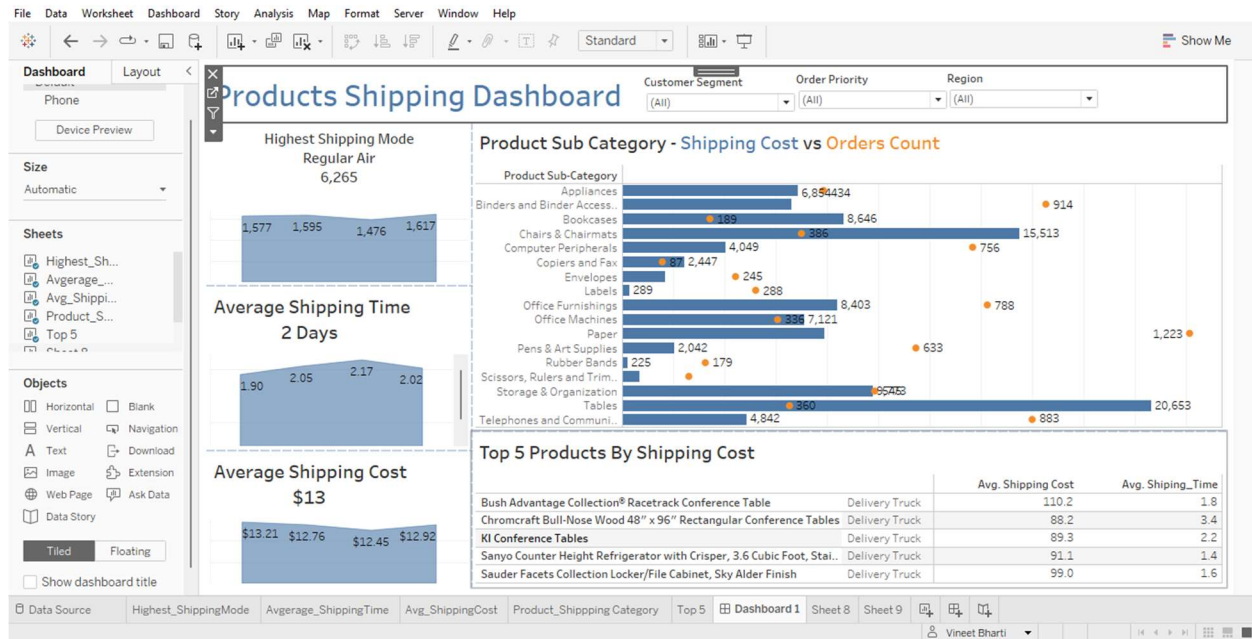 File Data Worksheet Dashboard Story Analysis Map Format Server Window Help
Standard
Show Me
Dashboard Layout
Default
Phone
Device Preview
Size
Automatic
Sheets
Highest_Sh...
Avgerage_...
Avg_Shippi...
Product_S...
Top 5
Sheet 8
Objects
Horizontal Blank
Vertical Navigation
A Text Download
Image Extension
Web Page Ask Data
Data Story
Tiled Floating
Show dashboard title
Products Shipping Dashboard
Customer Segment Order Priority Region
(All) (All) (All)
Highest Shipping Mode
Regular Air
6,265
1,577 1,595 1,476 1,617
Average Shipping Time
2 Days
1.90 2.05 2.17 2.02
Average Shipping Cost
$13
$13.21 $12.76 $12.45 $12.92
Product Sub Category - Shipping Cost vs Orders Count
Product Sub-Category
Appliances 6,854 434
Binders and Binder Access.. 914
Bookcases 189 8,646
Chairs & Chairmats 386 15,513
Computer Peripherals 4,049 756
Copiers and Fax 87 2,447
Envelopes 245
Labels 289 288
Office Furnishings 8,403 788
Office Machines 336 7,121
Paper 1,223
Pens & Art Supplies 2,042 633
Rubber Bands 225 179
Scissors, Rulers and Trim..
Storage & Organization
Tables 360 20,653
Telephones and Communi... 4,842 883
Top 5 Products By Shipping Cost
Avg. Shipping Cost Avg. Shiping_Time
Bush Advantage Collection® Racetrack Conference Table Delivery Truck 110.2 1.8
Chromcraft Bull-Nose Wood 48" x 96" Rectangular Conference Tables Delivery Truck 88.2 3.4
KI Conference Tables Delivery Truck 89.3 2.2
Sanyo Counter Height Refrigerator with Crisper, 3.6 Cubic Foot, Stai.. Delivery Truck 91.1 1.4
Sauder Facets Collection Locker/File Cabinet, Sky Alder Finish Delivery Truck 99.0 1.6
Data Source Highest_ShippingMode Avgerage_ShippingTime Avg_ShippingCost Product_Shippping Category Top 5 Dashboard 1 Sheet 8 Sheet 9
Vineet Bharti